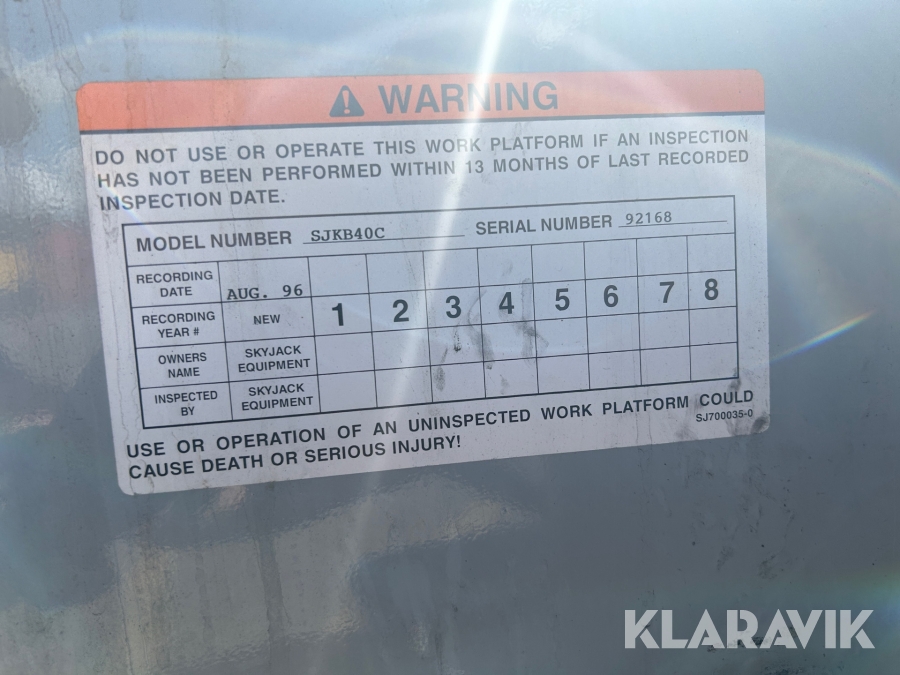 WARNING
DO NOT USE OR OPERATE THIS WORK PLATFORM IF AN INSPECTION
HAS NOT BEEN PERFORMED WITHIN 13 MONTHS OF LAST RECORDED
INSPECTION DATE.
MODEL NUMBER SJKB40C SERIAL NUMBER 92168
RECORDING DATE AUG. 96
RECORDING YEAR # NEW 1 2 3 4 5 6 7 8
OWNERS NAME SKYJACK EQUIPMENT
INSPECTED BY SKYJACK EQUIPMENT
USE OR OPERATION OF AN UNINSPECTED WORK PLATFORM COULD
CAUSE DEATH OR SERIOUS INJURY!
SJ700035-0
KLARAVIK